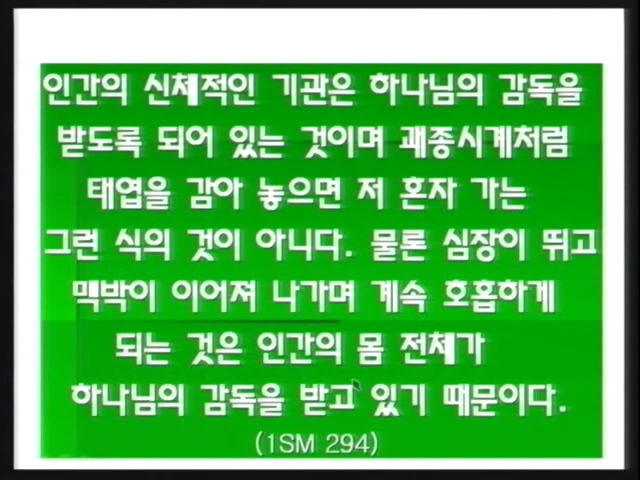 인간의 신체적인 기관은 하나님의 감독을
받도록 되어 있는 것이며 괘종시계처럼
태엽을 감아 놓으면 저 혼자 가는
그런 식의 것이 아니다. 물론 심장이 뛰고
맥박이 이어져 나가며 계속 호흡하게
되는 것은 인간의 몸 전체가
하나님의 감독을 받고 있기 때문이다.
(1SM 294)